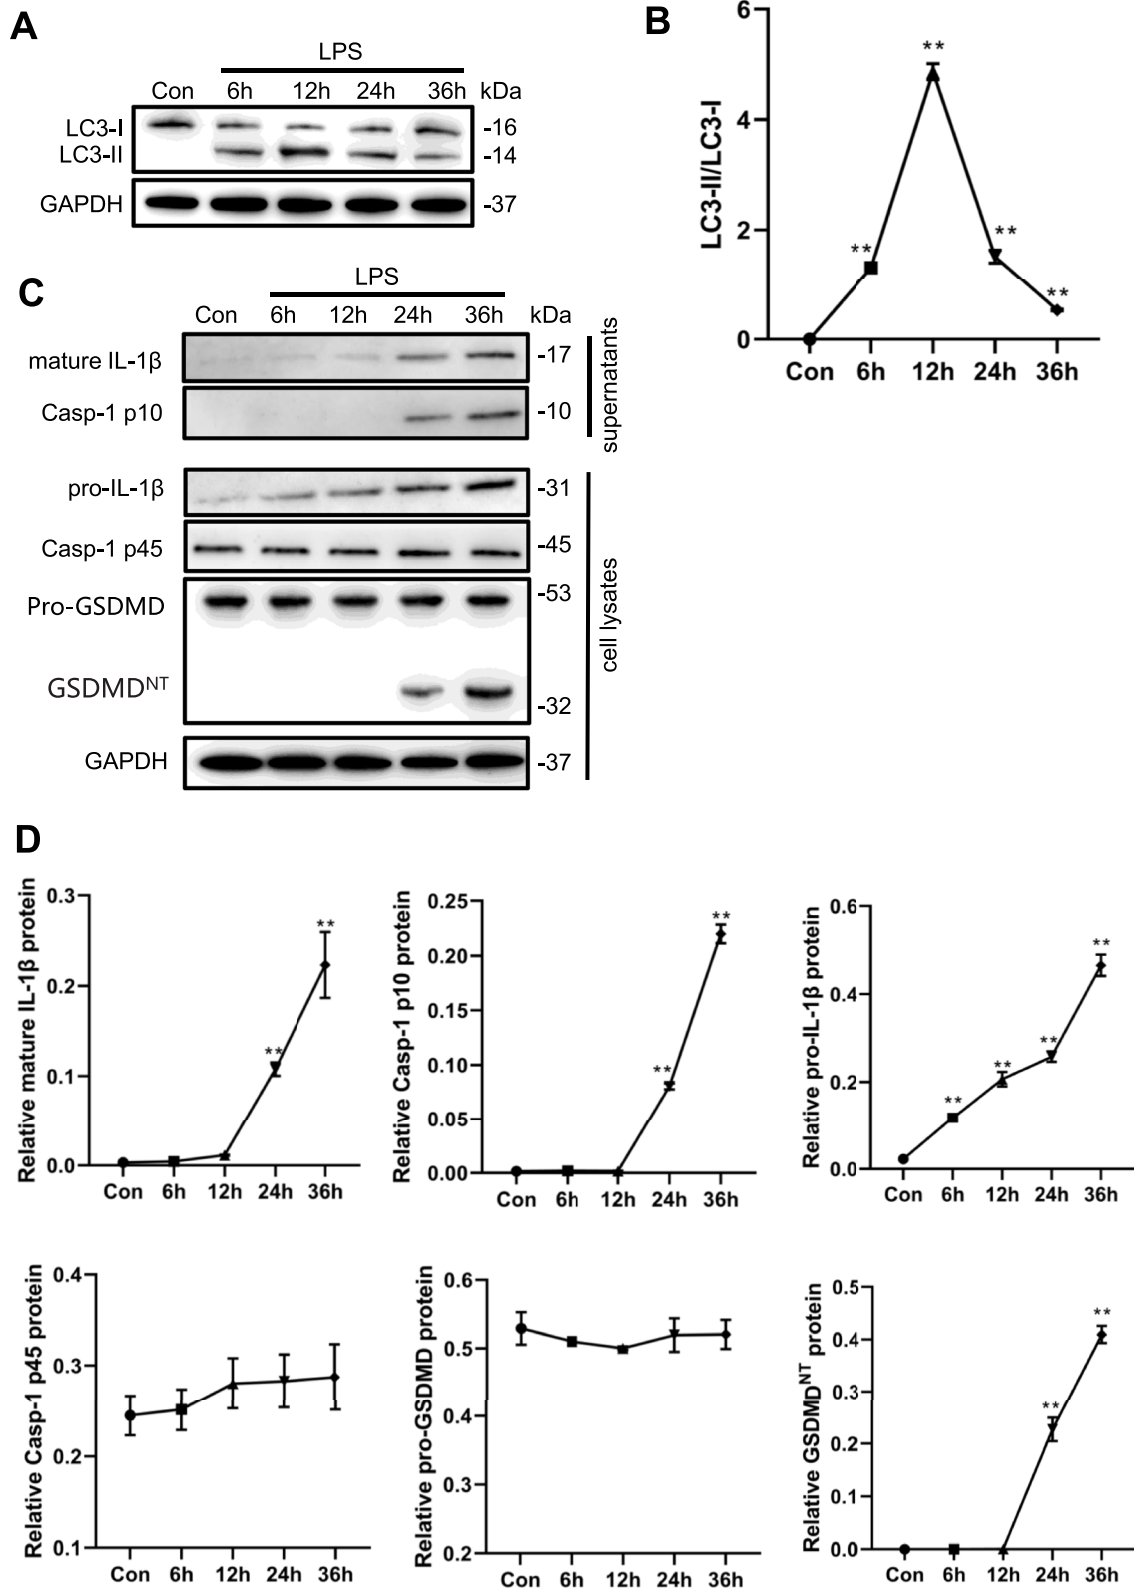 A
LPS
Con 6h 12h 24h 36h kDa
LC3-I -16
LC3-II -14
GAPDH -37
B
LC3-II/LC3-I
6
4
2
0
**
**
**
**
Con 6h 12h 24h 36h
C
LPS
Con 6h 12h 24h 36h kDa
mature IL-1β -17
Casp-1 p10 -10
supernatants
pro-IL-1β -31
Casp-1 p45 -45
Pro-GSDMD -53
GSDMD^NT -32
GAPDH -37
cell lysates
D
Relative mature IL-1β protein
0.3
0.2
0.1
0.0
**
**
Con 6h 12h 24h 36h
Relative Casp-1 p10 protein
0.25
0.20
0.15
0.10
0.05
0.00
**
**
Con 6h 12h 24h 36h
Relative pro-IL-1β protein
0.6
0.4
0.2
0.0
**
**
**
**
Con 6h 12h 24h 36h
Relative Casp-1 p45 protein
0.4
0.3
0.2
0.1
Con 6h 12h 24h 36h
Relative pro-GSDMD protein
0.6
0.5
0.4
0.3
0.2
Con 6h 12h 24h 36h
Relative GSDMD^NT protein
0.5
0.4
0.3
0.2
0.1
0.0
**
**
Con 6h 12h 24h 36h